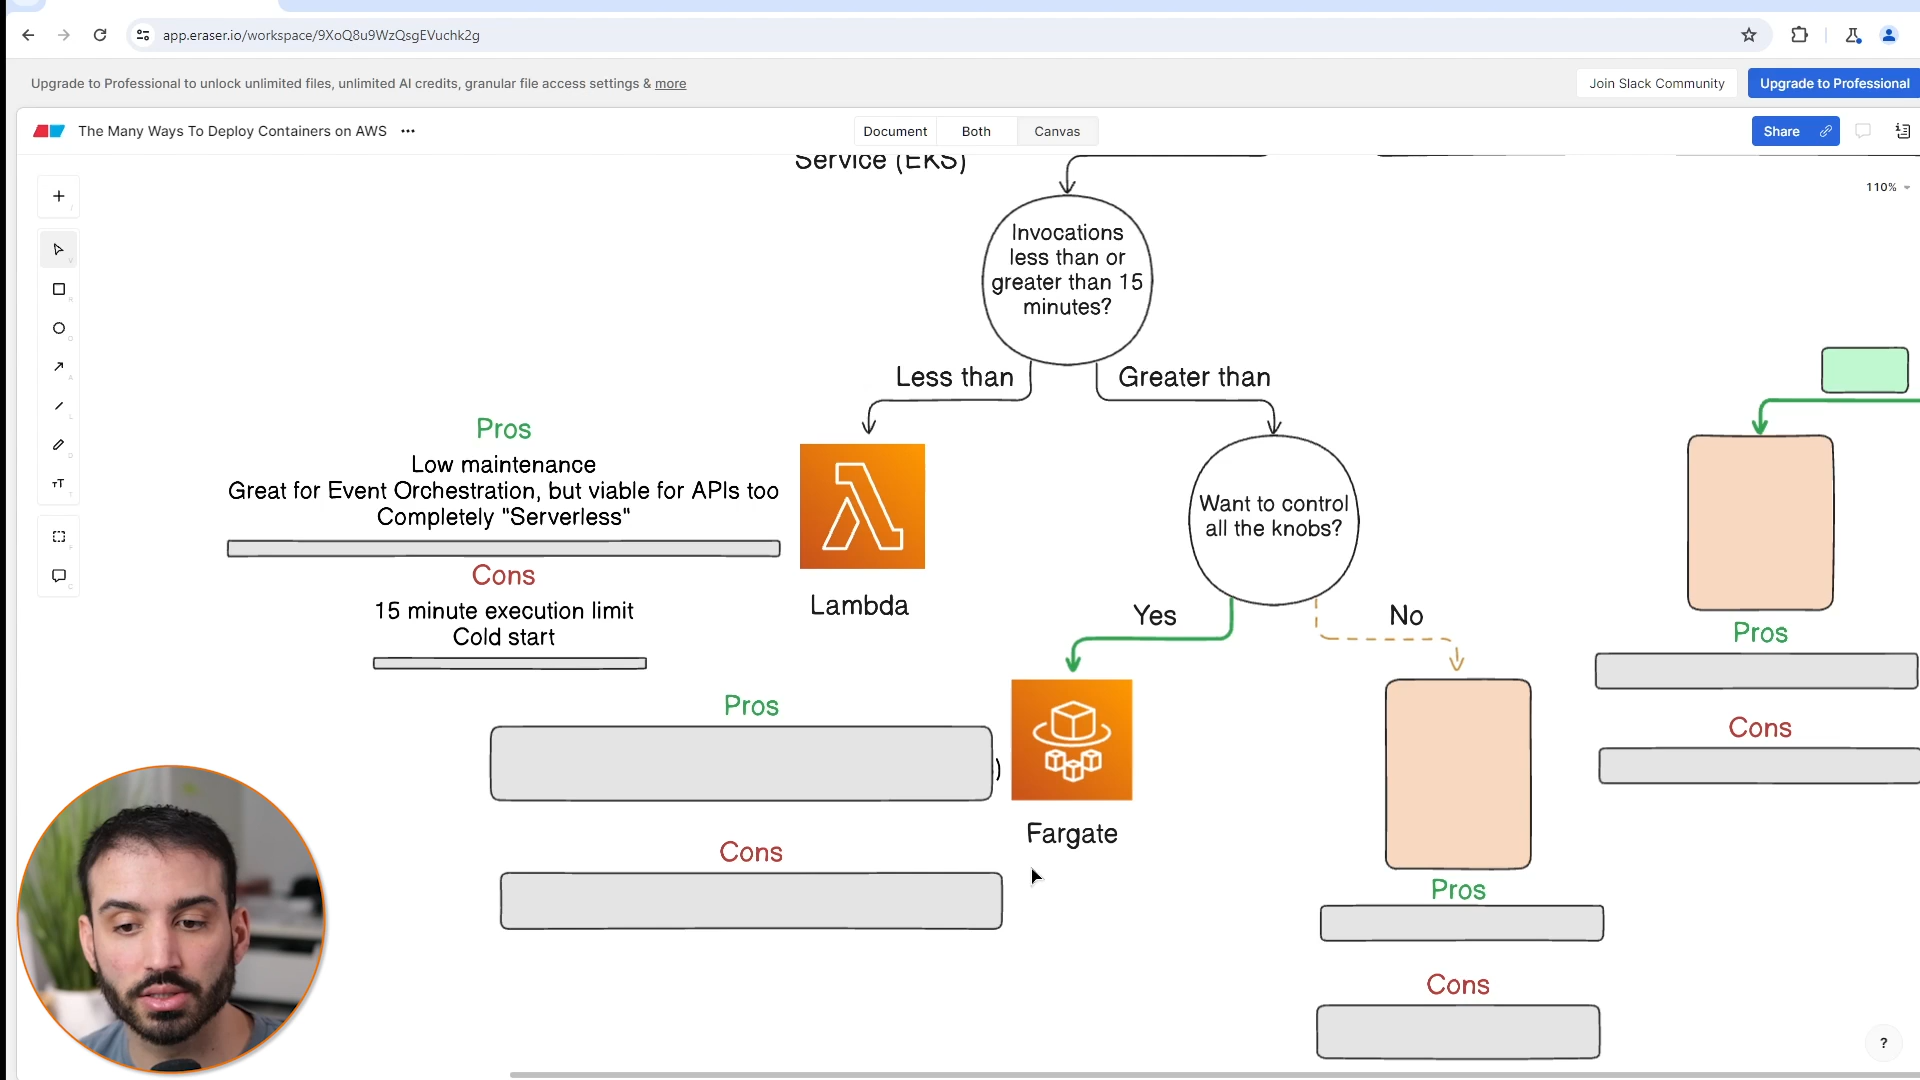 app.eraser.io/workspace/9XoQ8u9WzQsgEVuchk2g
Upgrade to Professional to unlock unlimited files, unlimited AI credits, granular file access settings & more
Join Slack Community
Upgrade to Professional
The Many Ways To Deploy Containers on AWS
Document
Both
Canvas
Share
110%
Service (EKS)
Invocations
less than or
greater than 15
minutes?
Less than
Greater than
Pros
Low maintenance
Great for Event Orchestration, but viable for APIs too
Completely "Serverless"
Cons
15 minute execution limit
Cold start
Lambda
Want to control
all the knobs?
Yes
No
Pros
)
Cons
Fargate
Pros
Cons
Pros
Cons
?